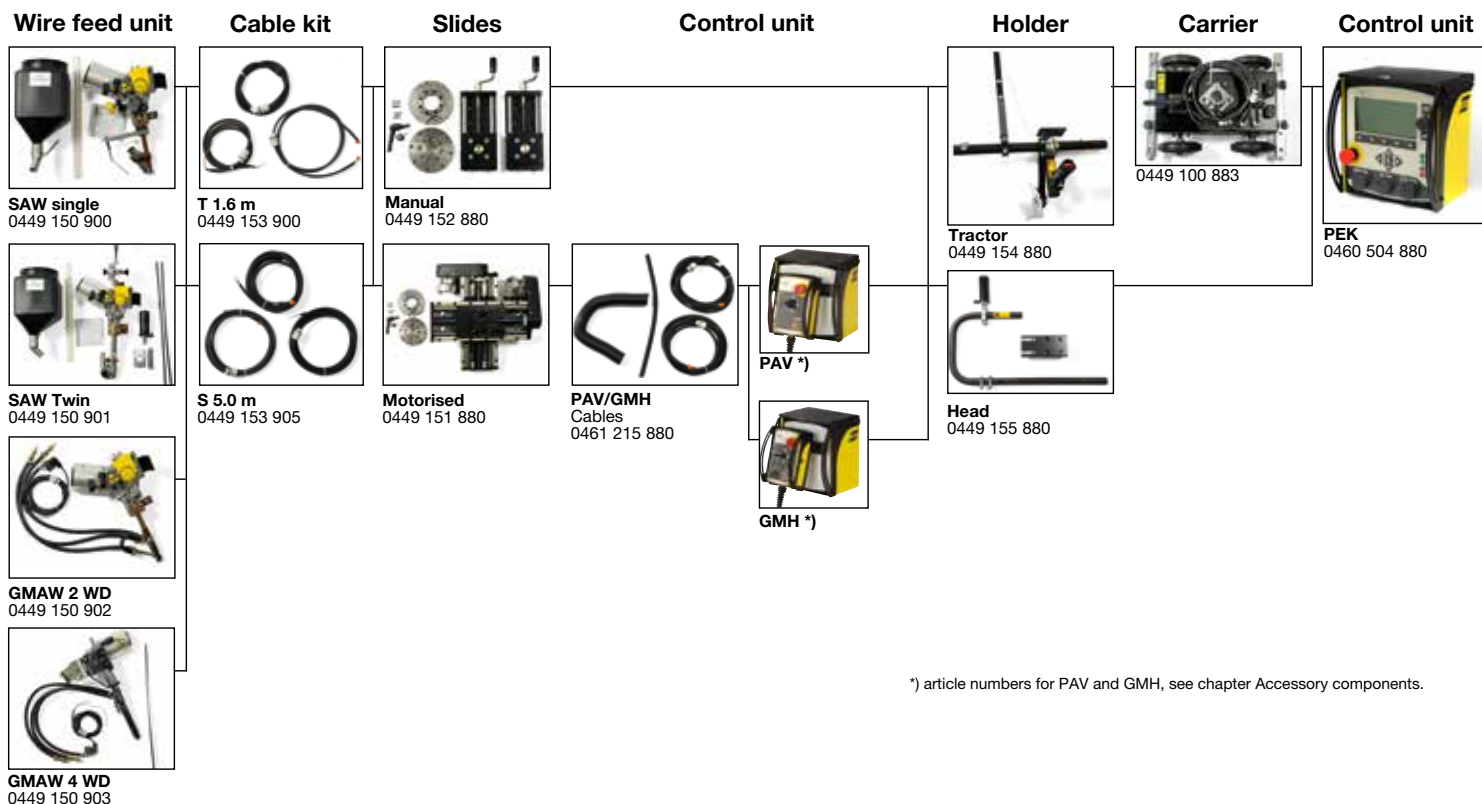 Wire feed unit
Cable kit
Slides
Control unit
Holder
Carrier
Control unit
SAW single
0449 150 900
T 1.6 m
0449 153 900
Manual
0449 152 880
Tractor
0449 154 880
0449 100 883
PEK
0460 504 880
SAW Twin
0449 150 901
S 5.0 m
0449 153 905
Motorised
0449 151 880
PAV/GMH
Cables
0461 215 880
PAV *)
GMH *)
Head
0449 155 880
GMAW 2 WD
0449 150 902
GMAW 4 WD
0449 150 903
*) article numbers for PAV and GMH, see chapter Accessory components.